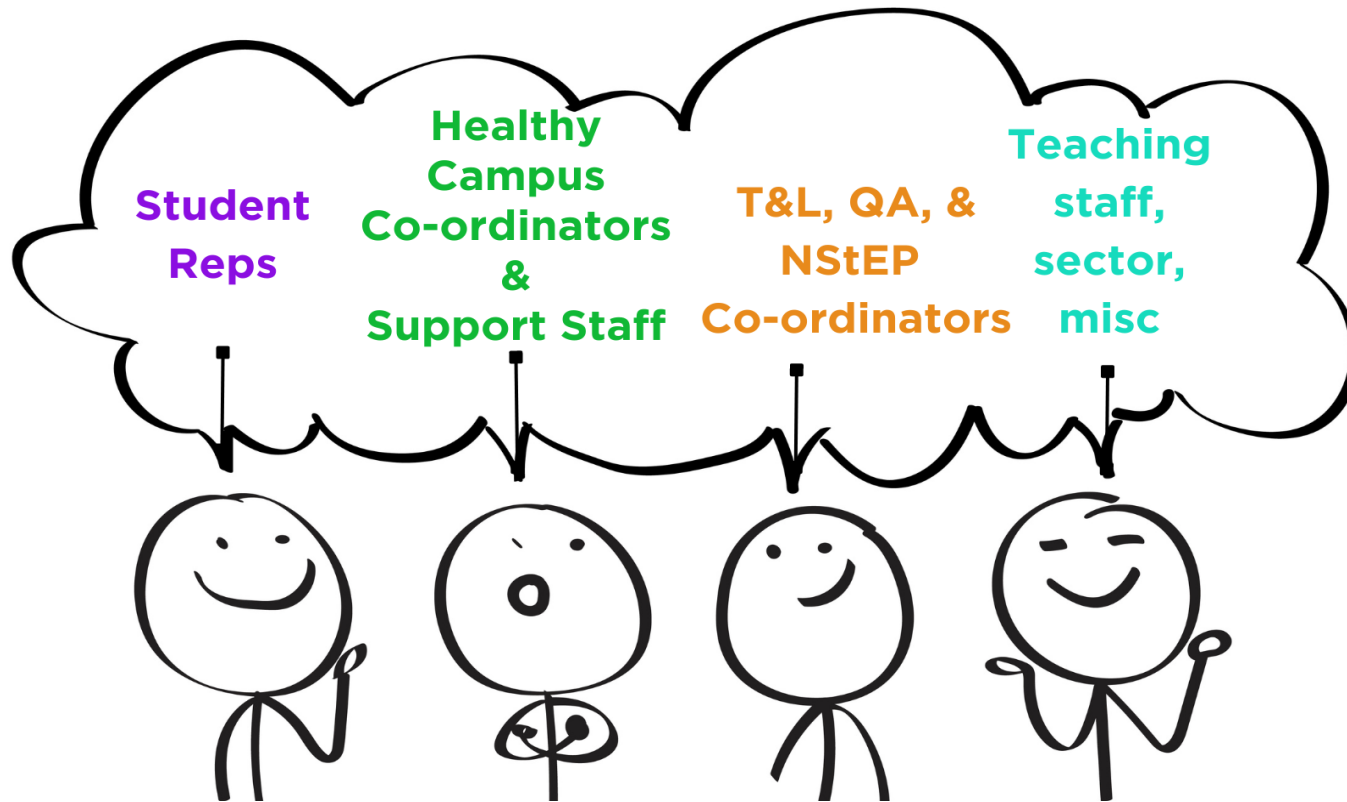 Student
Reps
Healthy
Campus
Co-ordinators
&
Support Staff
T&L, QA, &
NStEP
Co-ordinators
Teaching
staff,
sector,
misc